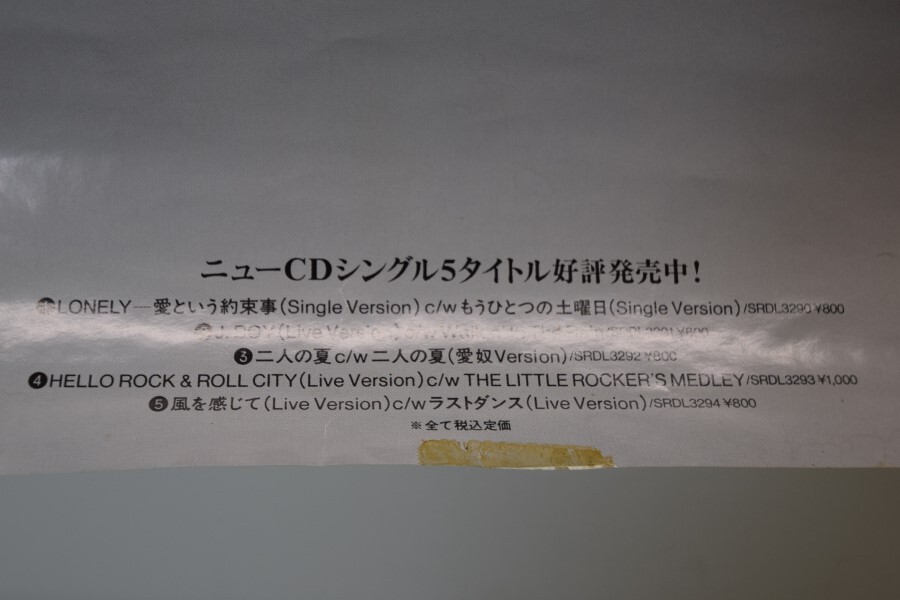 ニューCDシングル5タイトル好評発売中!
LONELY—愛という約束事(Single Version) c/w もうひとつの土曜日(Single Version)/SRDL3290 ¥800
(Live
❸二人の夏 c/w 二人の夏(愛奴Version)/SRDL3292 ¥800
❹HELLO ROCK & ROLL CITY(Live Version) c/w THE LITTLE ROCKER'S MEDLEY/SRDL3293 ¥1,000
❺風を感じて(Live Version) c/w ラストダンス(Live Version)/SRDL3294 ¥800
※全て税込定価